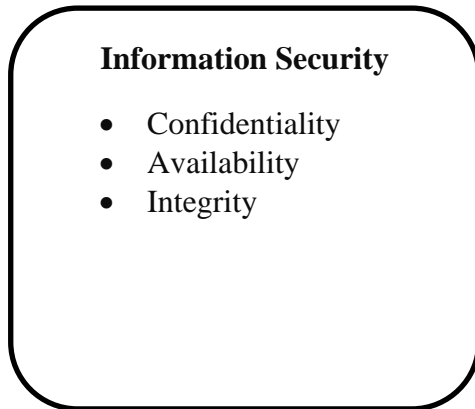 Information Security
• Confidentiality
• Availability
• Integrity